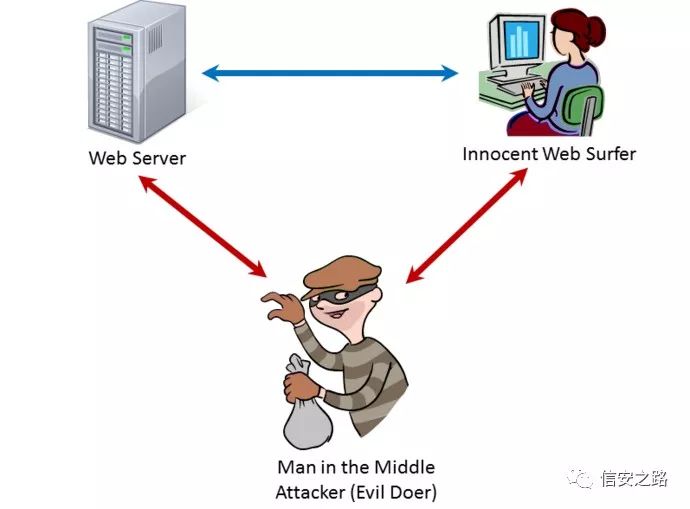 Web Server
Innocent Web Surfer
Man in the Middle
Attacker (Evil Doer)
信安之路